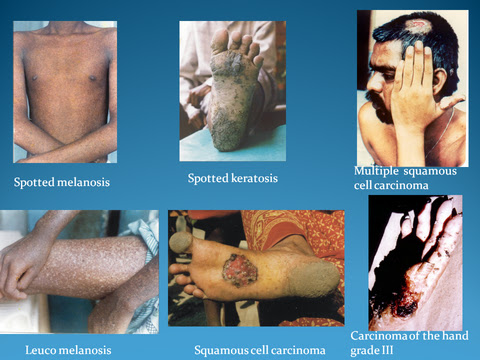 Spotted melanosis
Spotted keratosis
Multiple squamous
cell carcinoma
Leuco melanosis
Squamous cell carcinoma
Carcinoma of the hand
grade III